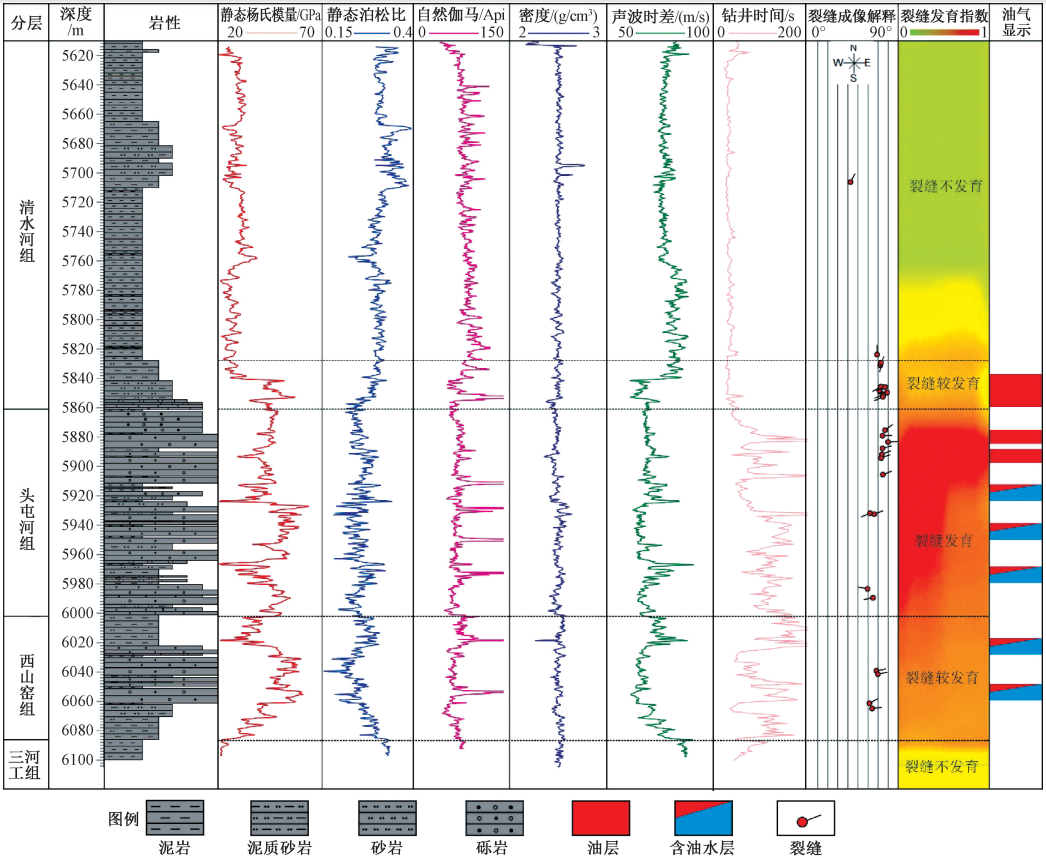 分层
深度
/m
岩性
静态杨氏模量/GPa
20 70
静态泊松比
0.15 0.4
自然伽马/Api
0 150
密度/(g/cm³)
2 3
声波时差/(m/s)
50 100
钻井时间/s
0 200
裂缝成像解释
0° 90°
裂缝发育指数
0 1
油气
显示
N
W E
S
5620
5640
5660
5680
5700
5720
5740
5760
5780
5800
5820
5840
5860
5880
5900
5920
5940
5960
5980
6000
6020
6040
6060
6080
6100
清水河组
头屯河组
西山窑组
三河
工组
裂缝不发育
裂缝较发育
裂缝发育
裂缝较发育
裂缝不发育
图例
泥岩
泥质砂岩
砂岩
砾岩
油层
含油水层
裂缝